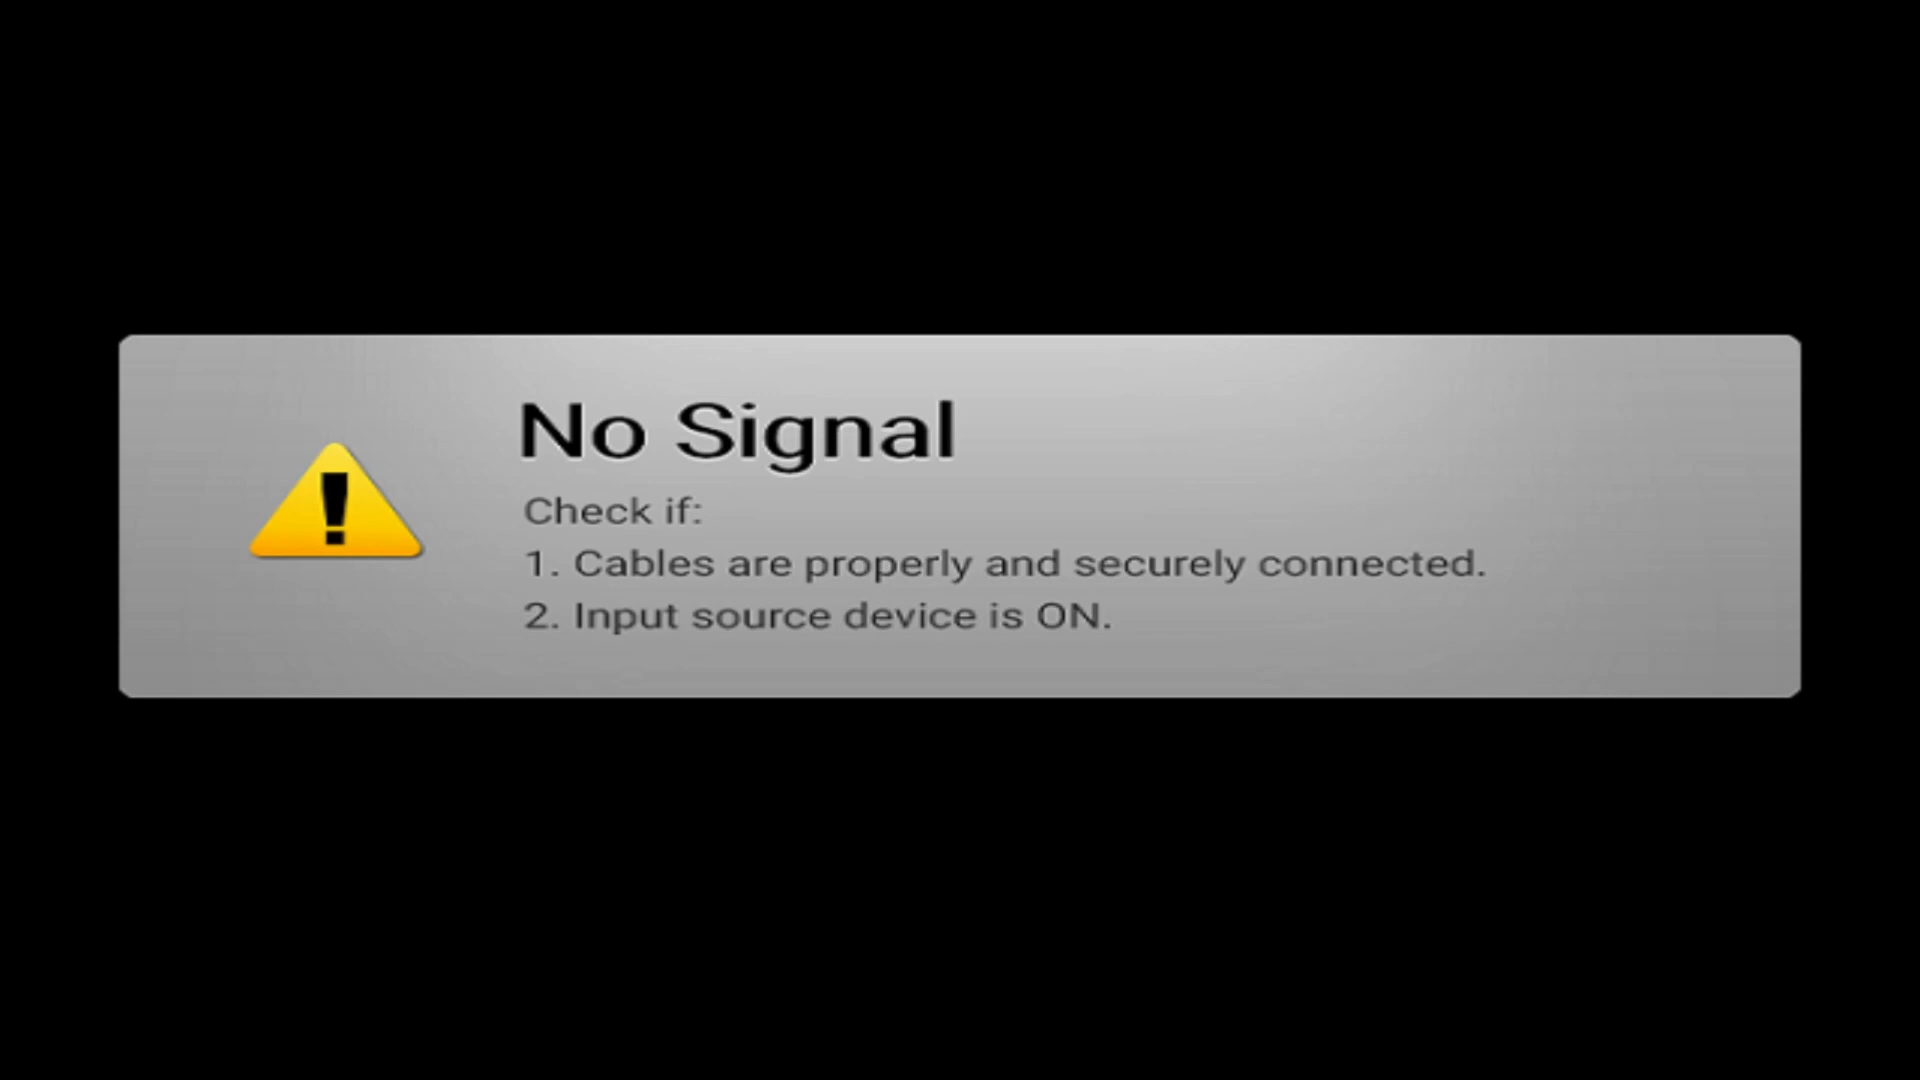 No Signal
Check if:
1. Cables are properly and securely connected.
2. Input source device is ON.